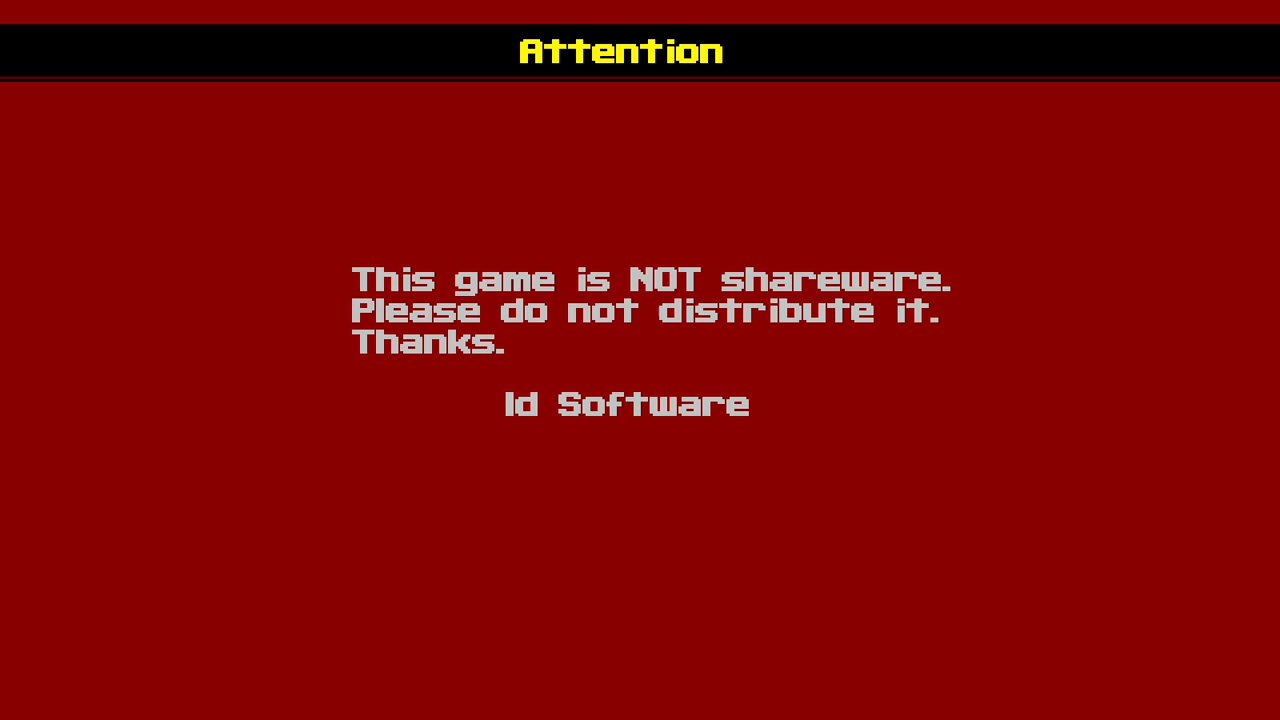 Attention
This game is NOT shareware.
Please do not distribute it.
Thanks.
Id Software